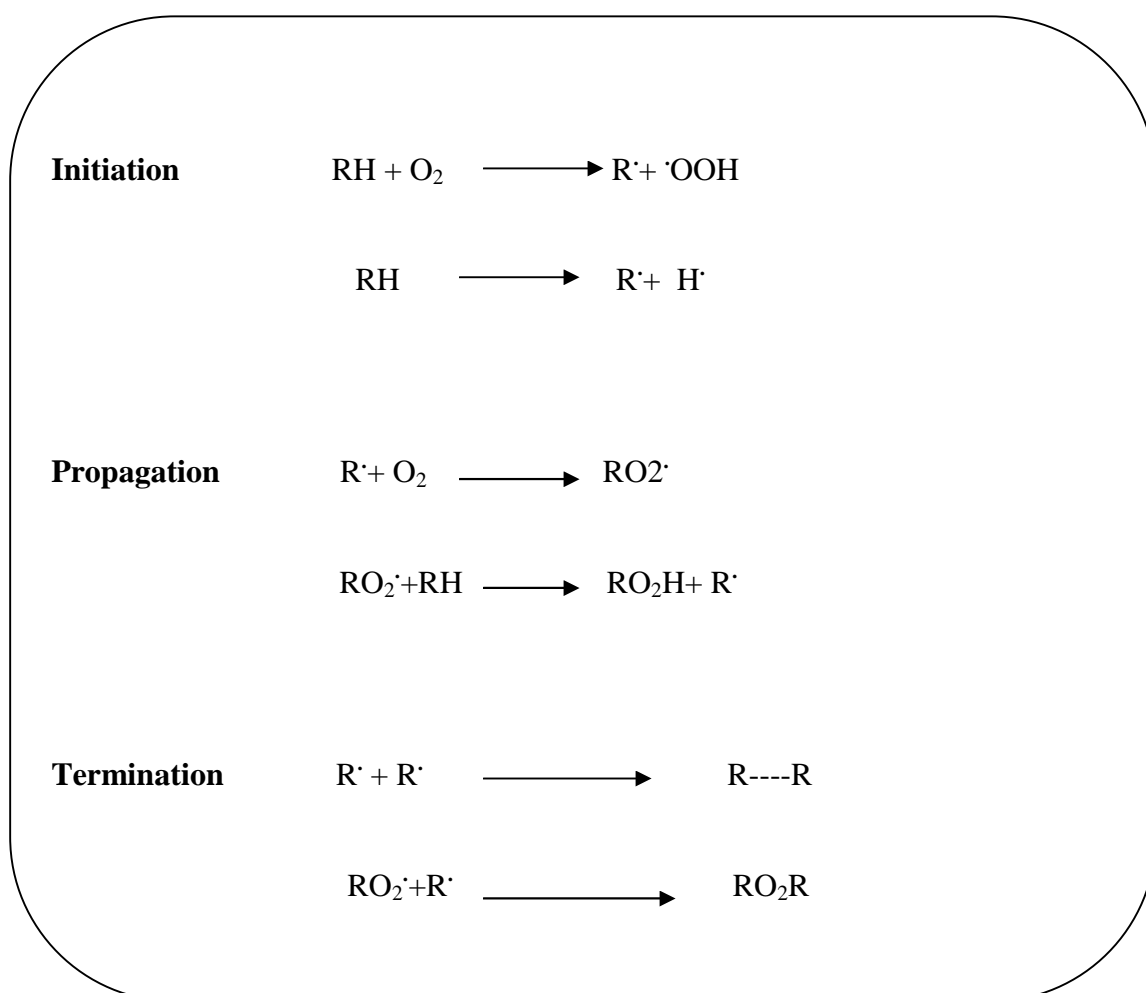 Initiation RH + O₂ ⟶ R˙+ ˙OOH
RH ⟶ R˙+ H˙
Propagation R˙+ O₂ ⟶ RO2˙
RO₂˙+RH ⟶ RO₂H+ R˙
Termination R˙ + R˙ ⟶ R----R
RO₂˙+R˙ ⟶ RO₂R